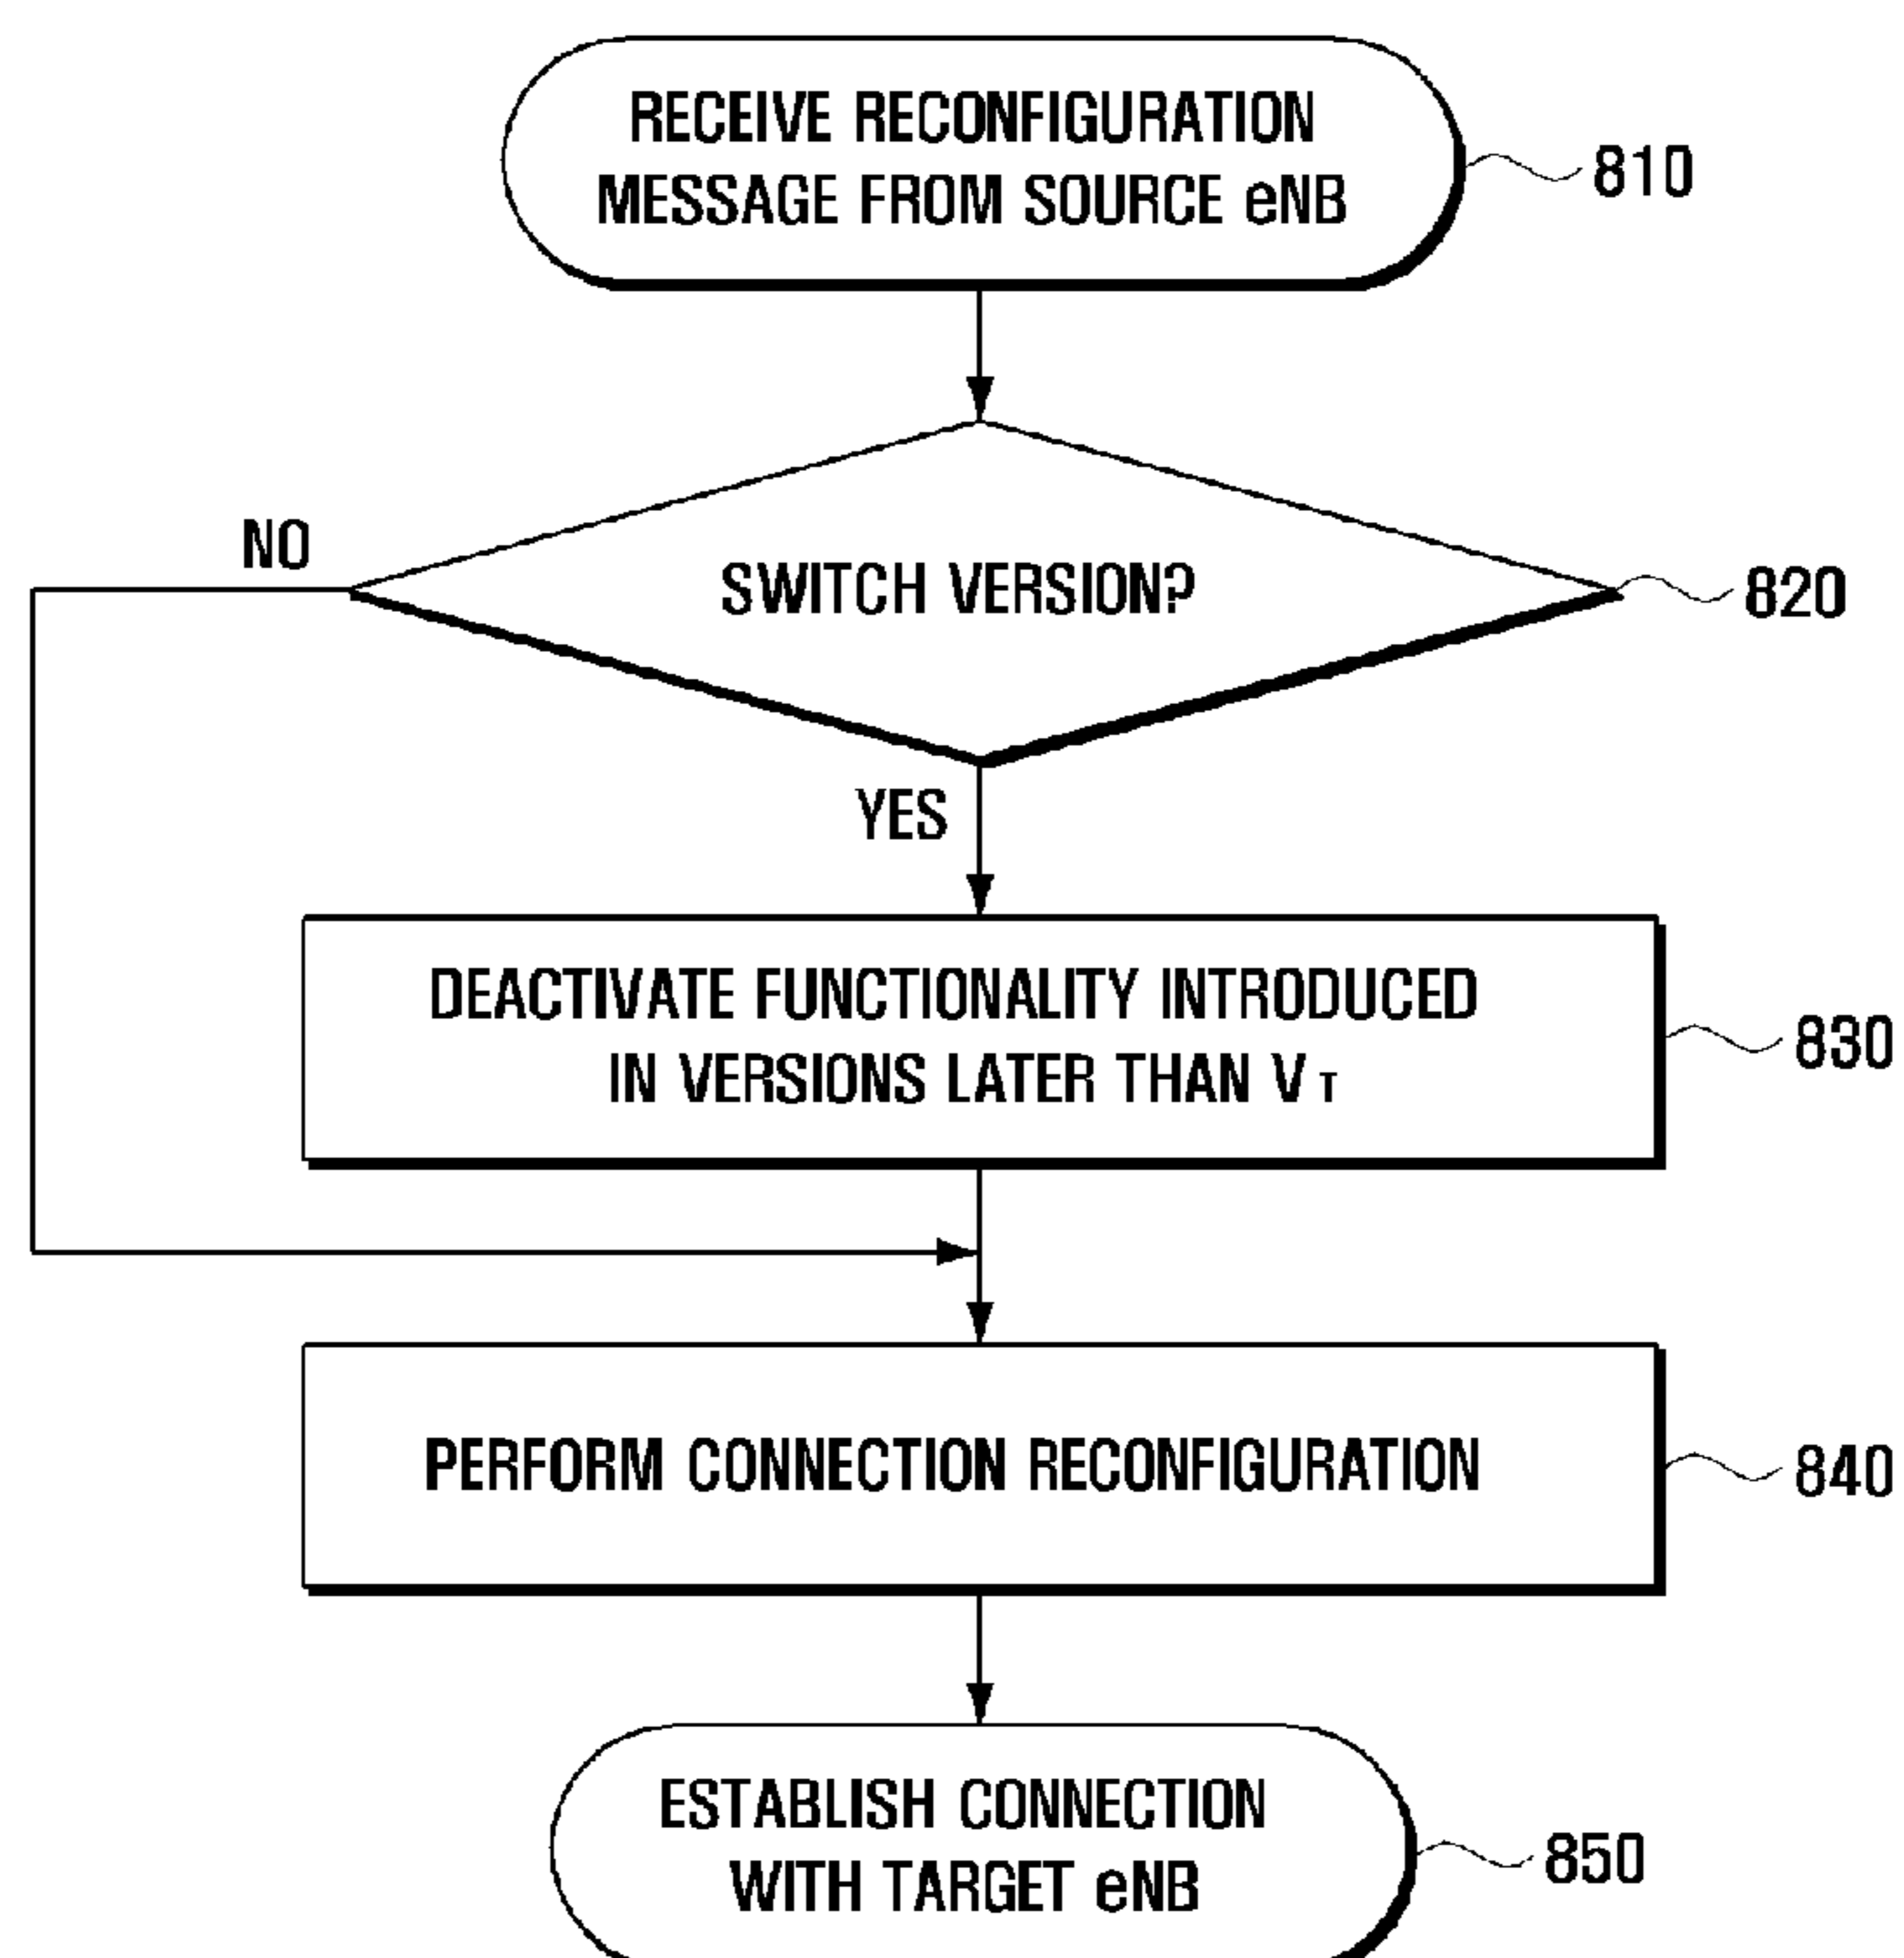 RECEIVE RECONFIGURATION
MESSAGE FROM SOURCE eNB
810
NO
SWITCH VERSION?
820
YES
DEACTIVATE FUNCTIONALITY INTRODUCED
IN VERSIONS LATER THAN V T
830
PERFORM CONNECTION RECONFIGURATION
840
ESTABLISH CONNECTION
WITH TARGET eNB
850